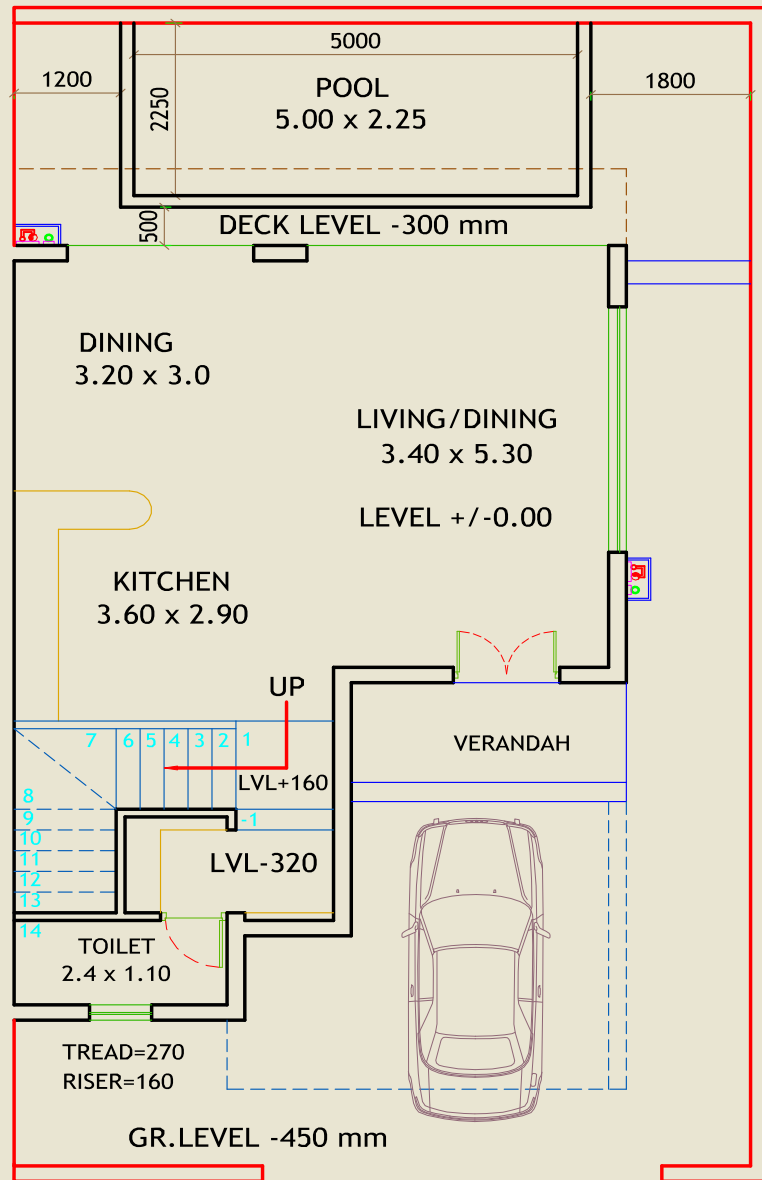 5000
1200
POOL
1800
5.00 x 2.25
2250
500
DECK LEVEL -300 mm
DINING
3.20 x 3.0
LIVING/DINING
3.40 x 5.30
LEVEL +/-0.00
KITCHEN
3.60 x 2.90
UP
7 6 5 4 3 2 1
VERANDAH
LVL+160
8
9
-1
10
11
LVL-320
12
13
14
TOILET
2.4 x 1.10
TREAD=270
RISER=160
GR.LEVEL -450 mm